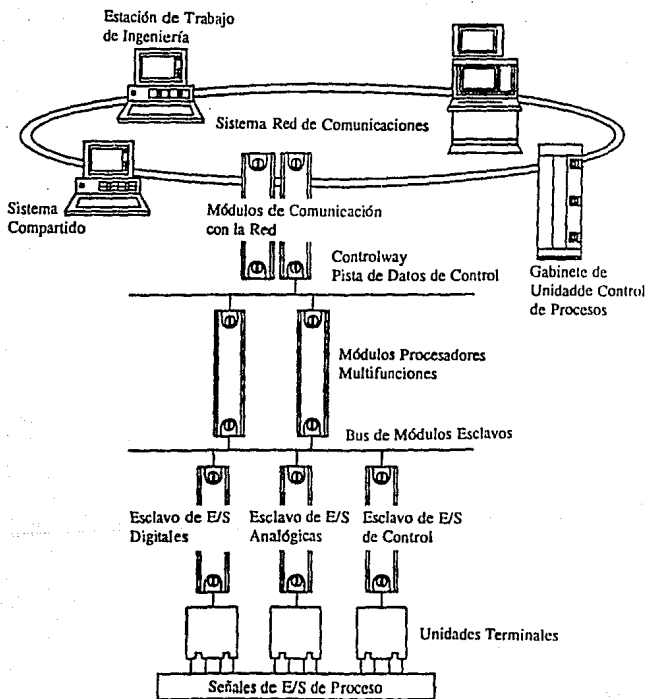 Estación de Trabajo
de Ingeniería
Sistema Red de Comunicaciones
Sistema
Compartido
Módulos de Comunicación
con la Red
Controlway
Pista de Datos de Control
Gabinete de
Unidadde Control
de Procesos
Módulos Procesadores
Multifunciones
Bus de Módulos Esclavos
Esclavo de E/S
Digitales
Esclavo de E/S
Analógicas
Esclavo de E/S
de Control
Unidades Terminales
Señales de E/S de Proceso